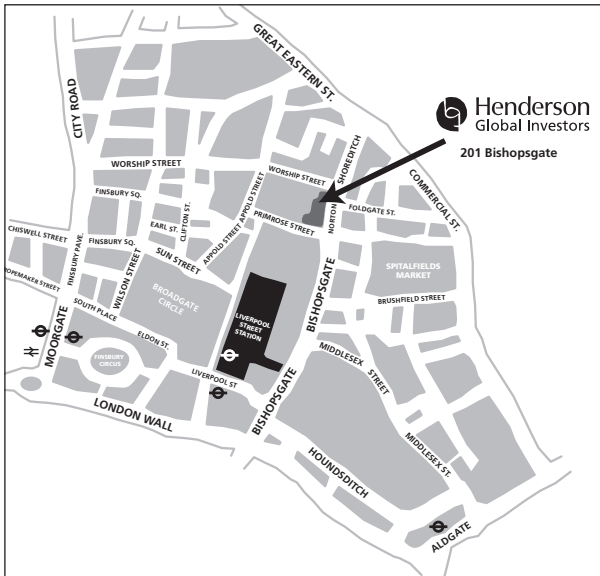 GREAT EASTERN ST.
CITY ROAD
Henderson
Global Investors
201 Bishopsgate
SHOREDITCH
COMMERCIAL ST.
WORSHIP STREET
WORSHIP STREET
FINSBURY SQ.
CLIFTON ST.
APPOLD STREET
NORTON
FOLDGATE ST.
EARL ST.
PRIMROSE STREET
CHISWELL STREET
FINSBURY SQ.
FINSBURY PAVE.
WILSON STREET
SUN STREET
APPOLD STREET
BISHOPSGATE
SPITALFIELDS
MARKET
ROPEMAKER STREET
BROADGATE
CIRCLE
BRUSHFIELD STREET
SOUTH PLACE
LIVERPOOL
STREET
STATION
MOORGATE
ELDON ST.
FINSBURY
CIRCUS
MIDDLESEX STREET
LIVERPOOL ST
BISHOPSGATE
LONDON WALL
MIDDLESEX ST.
HOUNDSDITCH
ALDGATE